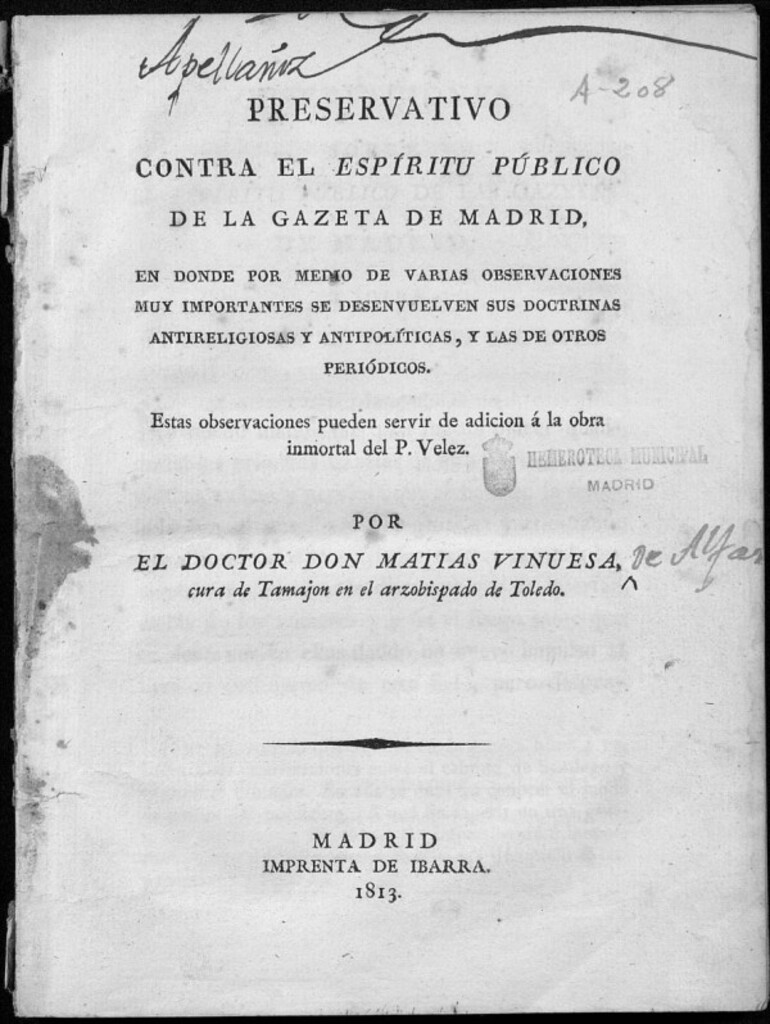 Apellániz
A-208
PRESERVATIVO
CONTRA EL ESPÍRITU PÚBLICO
DE LA GAZETA DE MADRID,
EN DONDE POR MEDIO DE VARIAS OBSERVACIONES
MUY IMPORTANTES SE DESENVUELVEN SUS DOCTRINAS
ANTIRELIGIOSAS Y ANTIPOLÍTICAS, Y LAS DE OTROS
PERIÓDICOS.
Estas observaciones pueden servir de adicion á la obra
inmortal del P. Velez.
HEMEROTECA MUNICIPAL
MADRID
POR
EL DOCTOR DON MATIAS VINUESA, de Alfar
cura de Tamajon en el arzobispado de Toledo.
MADRID
IMPRENTA DE IBARRA.
1813.